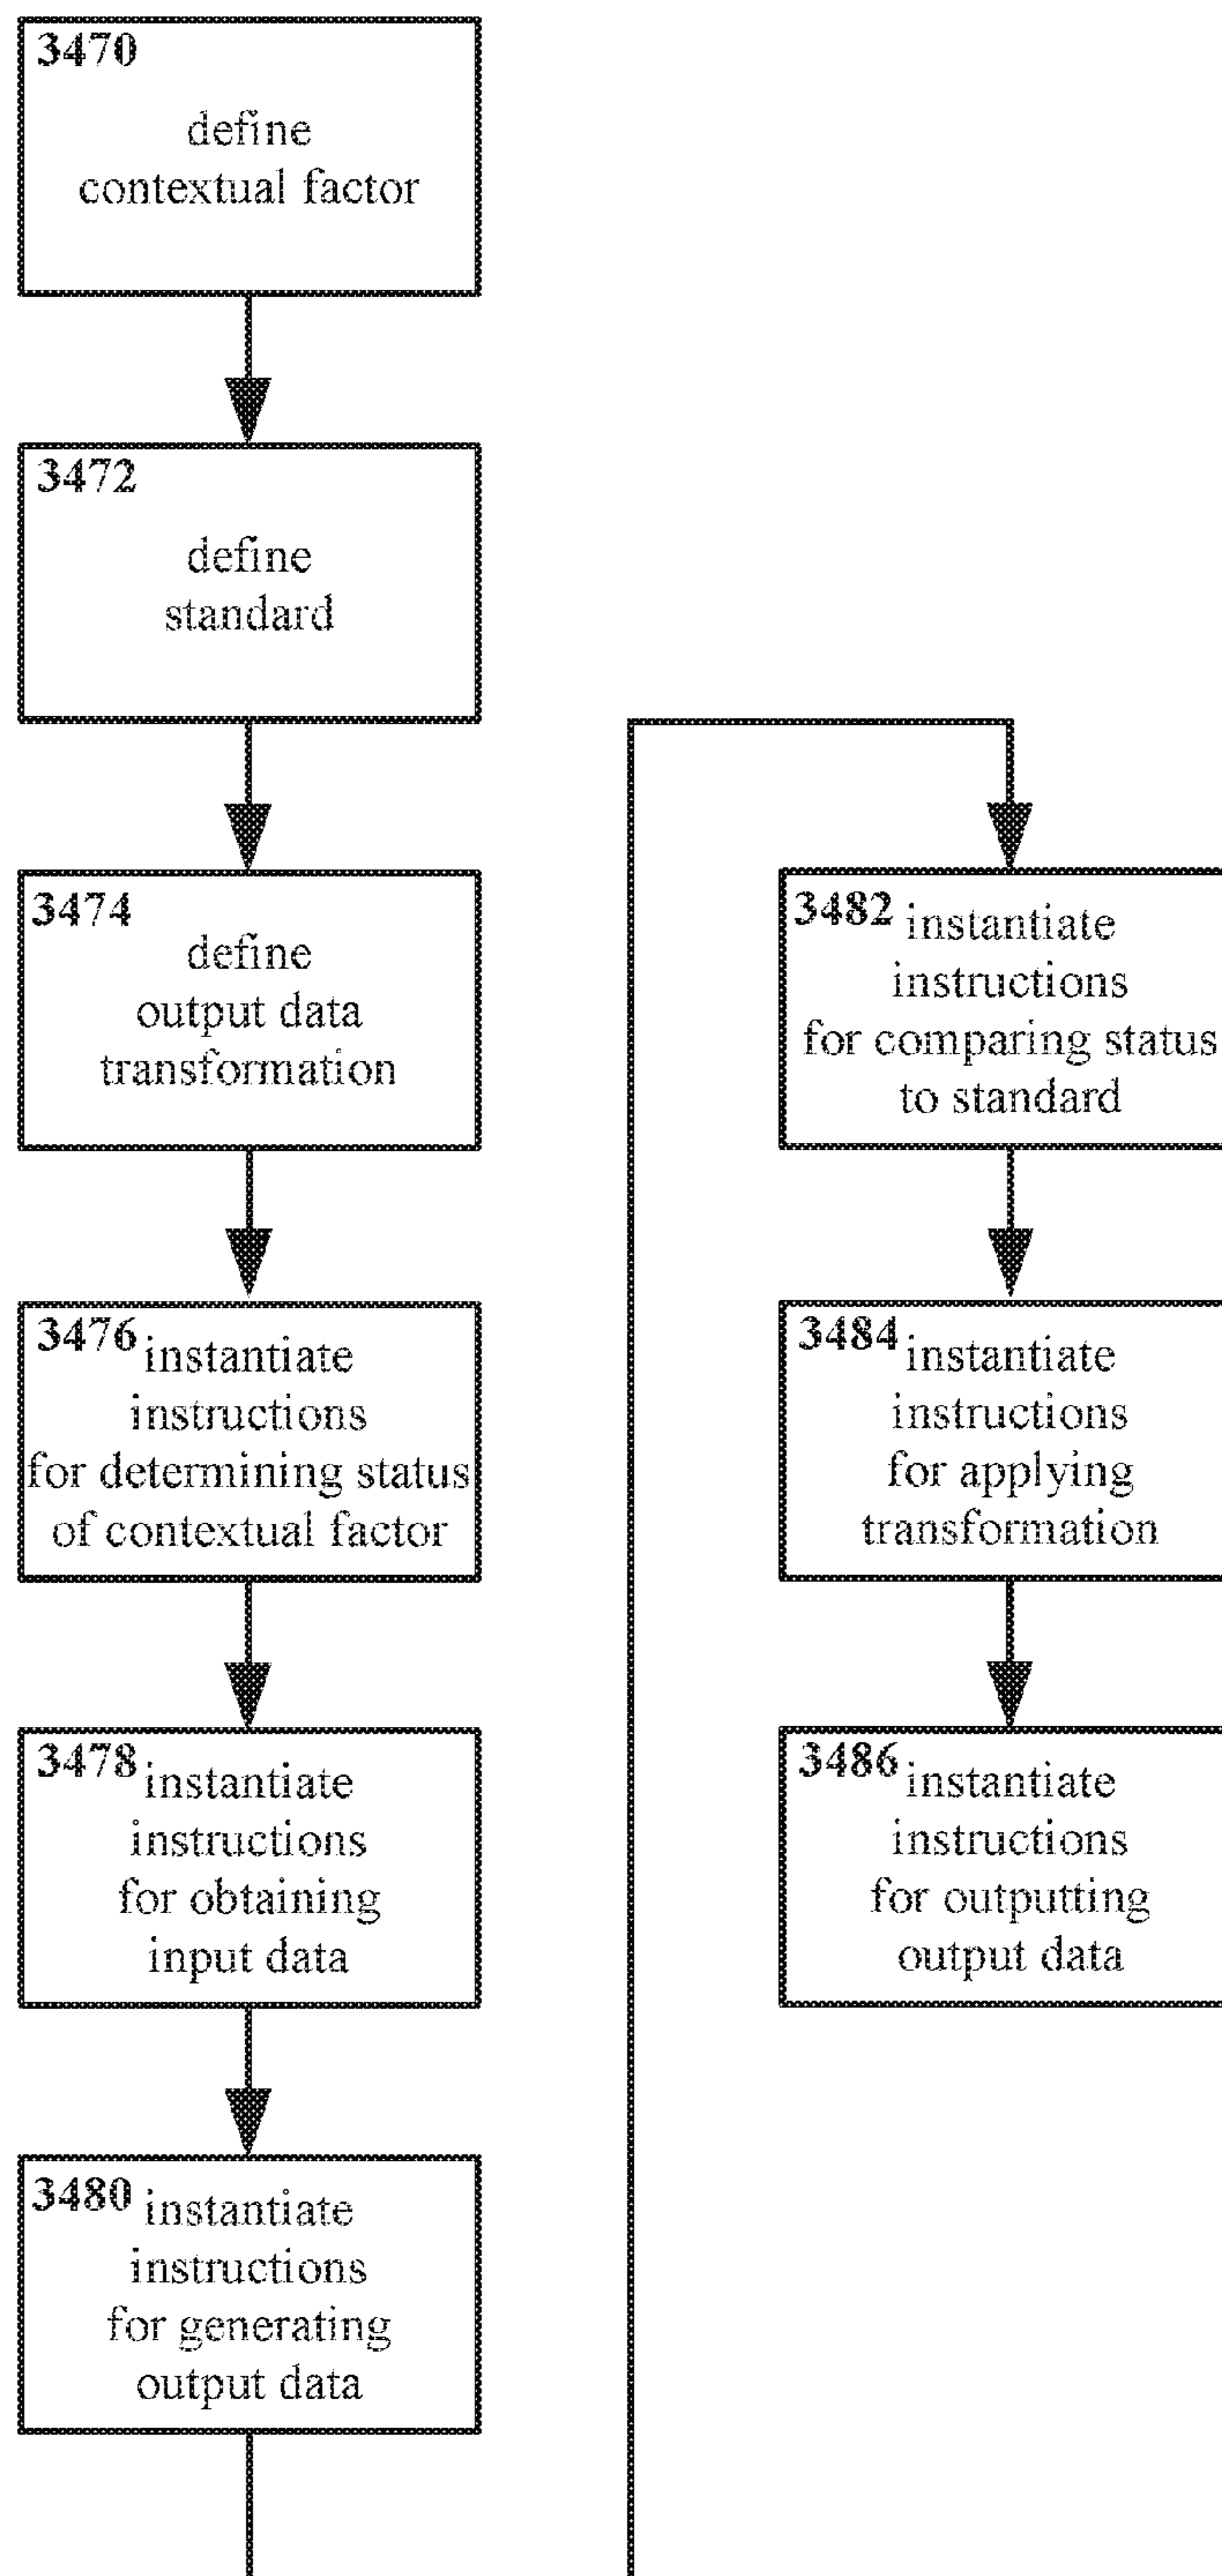 3470
define
contextual factor
3472
define
standard
3474
define
output data
transformation
3476 instantiate
instructions
for determining status
of contextual factor
3478 instantiate
instructions
for obtaining
input data
3480 instantiate
instructions
for generating
output data
3482 instantiate
instructions
for comparing status
to standard
3484 instantiate
instructions
for applying
transformation
3486 instantiate
instructions
for outputting
output data